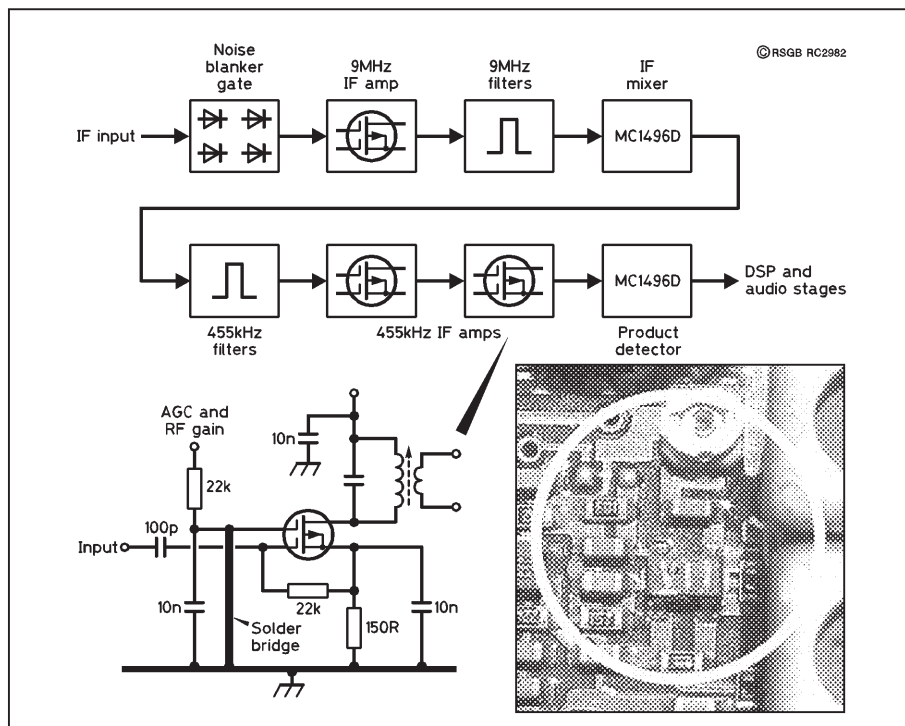 © RSGB RC2982
Noise
blanker
gate
9MHz
IF amp
9MHz
filters
IF
mixer
IF input
MC1496D
455kHz
filters
455kHz IF amps
MC1496D
Product
detector
DSP and
audio stages
AGC and
RF gain
22k
10n
100p
Input
10n
Solder
bridge
22k
150R
10n